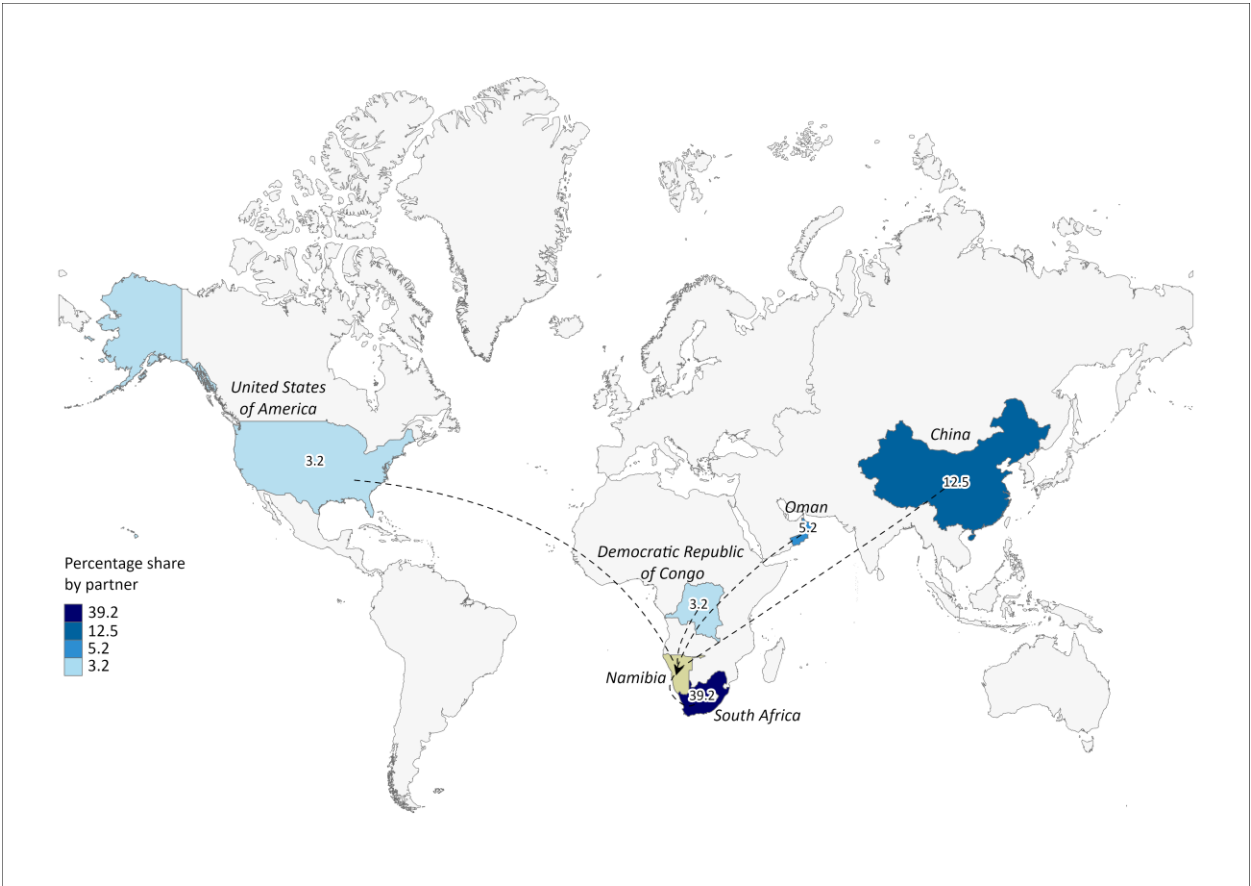 United States
of America
3.2
China
12.5
Oman
5.2
Democratic Republic
of Congo
3.2
Percentage share
by partner
39.2
12.5
5.2
3.2
Namibia
39.2
South Africa